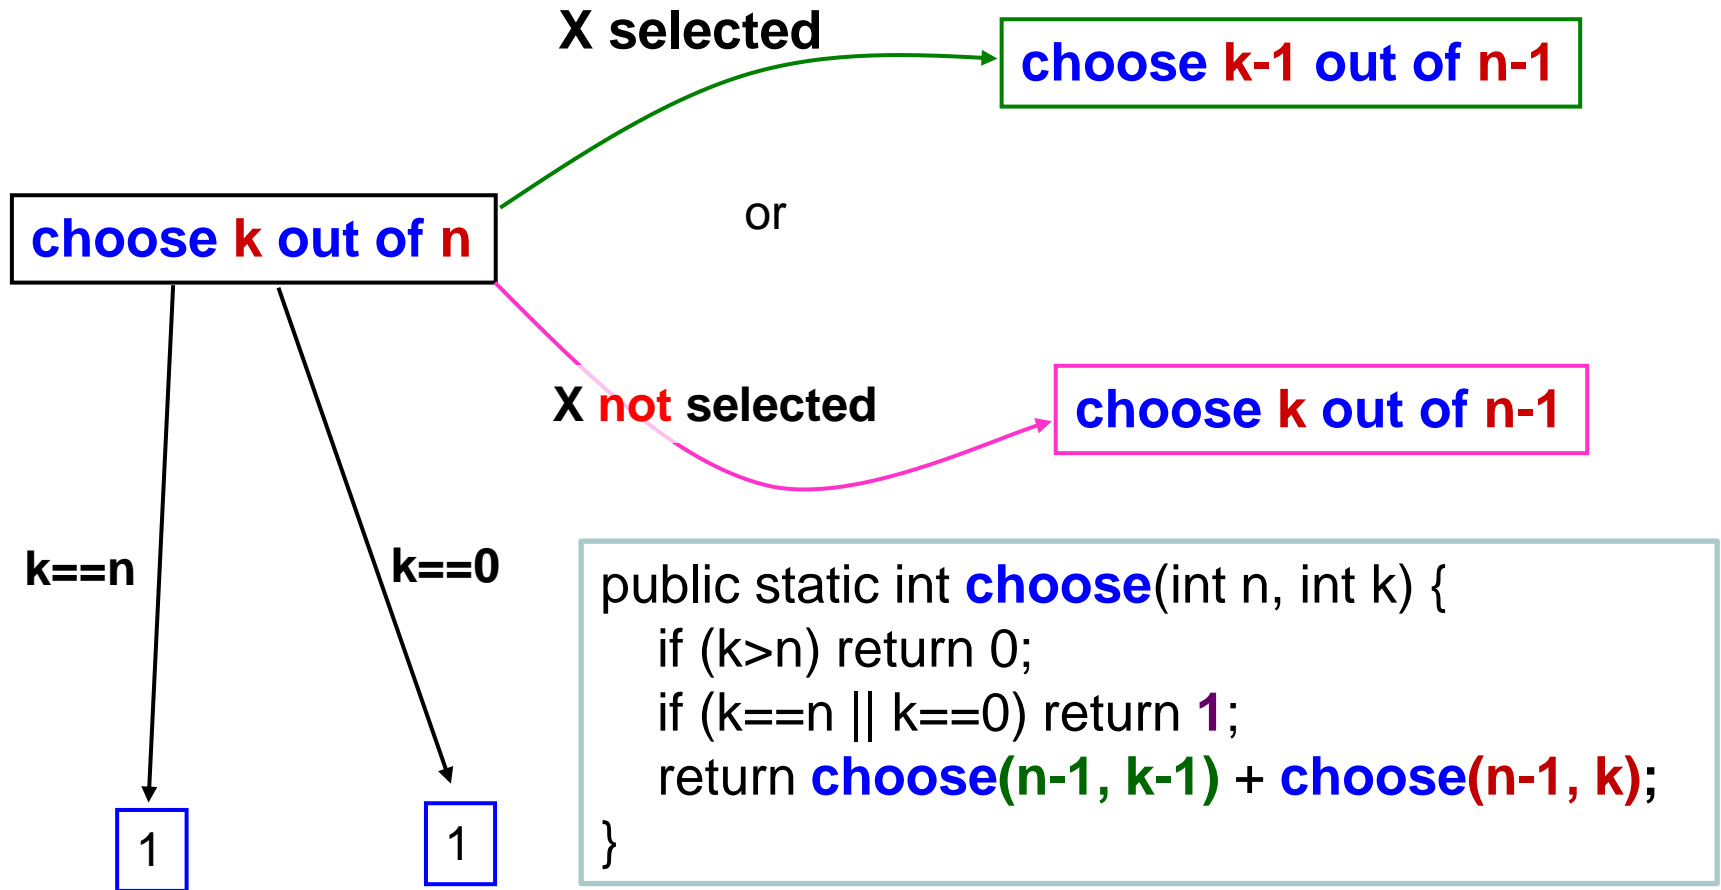 X selected
choose k-1 out of n-1
or
choose k out of n
X not selected
choose k out of n-1
k==n
k==0
1
1
public static int choose(int n, int k) {
if (k>n) return 0;
if (k==n || k==0) return 1;
return choose(n-1, k-1) + choose(n-1, k);
}